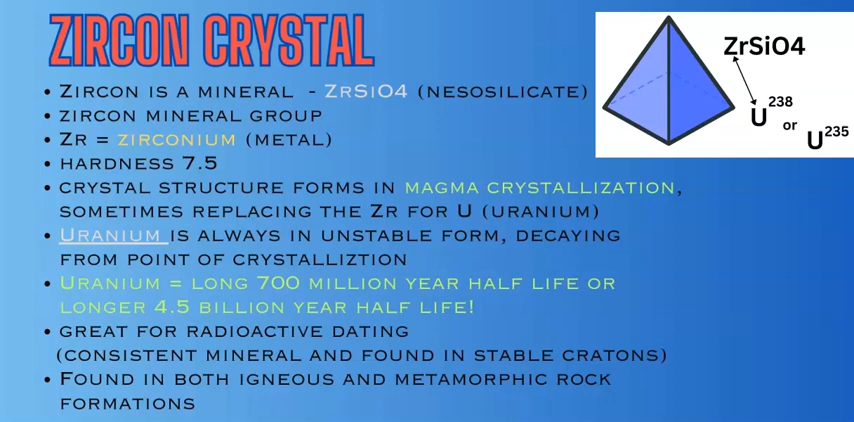 ZIRCON CRYSTAL
• Zircon is a mineral - ZrSiO4 (nesosilicate)
• zircon mineral group
• Zr = zirconium (metal)
• hardness 7.5
• crystal structure forms in magma crystallization,
sometimes replacing the Zr for U (uranium)
• Uranium is always in unstable form, decaying
from point of crystalliztion
• Uranium = long 700 million year half life or
longer 4.5 billion year half life!
• great for radioactive dating
(consistent mineral and found in stable cratons)
• Found in both igneous and metamorphic rock
formations
ZrSiO4
U238
or
U235